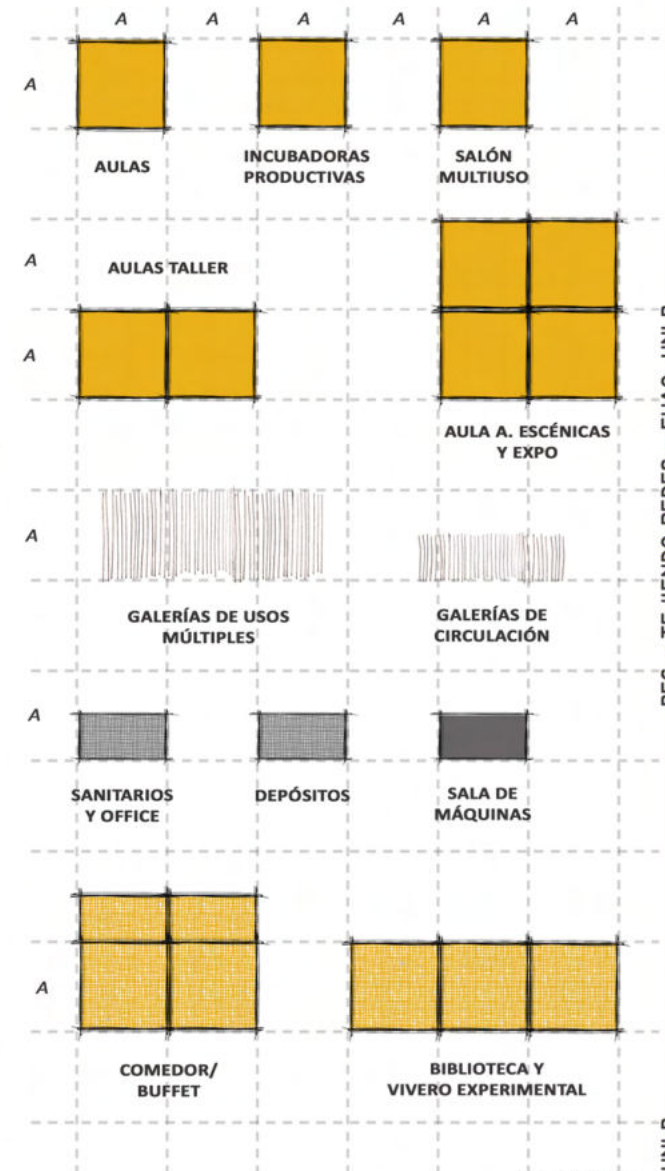 A A A A A A
A
AULAS
INCUBADORAS
PRODUCTIVAS
SALÓN
MULTIUSO
A
AULAS TALLER
A
AULA A. ESCÉNICAS
Y EXPO
A
GALERÍAS DE USOS
MÚLTIPLES
GALERÍAS DE
CIRCULACIÓN
A
SANITARIOS
Y OFFICE
DEPÓSITOS
SALA DE
MÁQUINAS
A
COMEDOR/
BUFFET
BIBLIOTECA Y
VIVERO EXPERIMENTAL